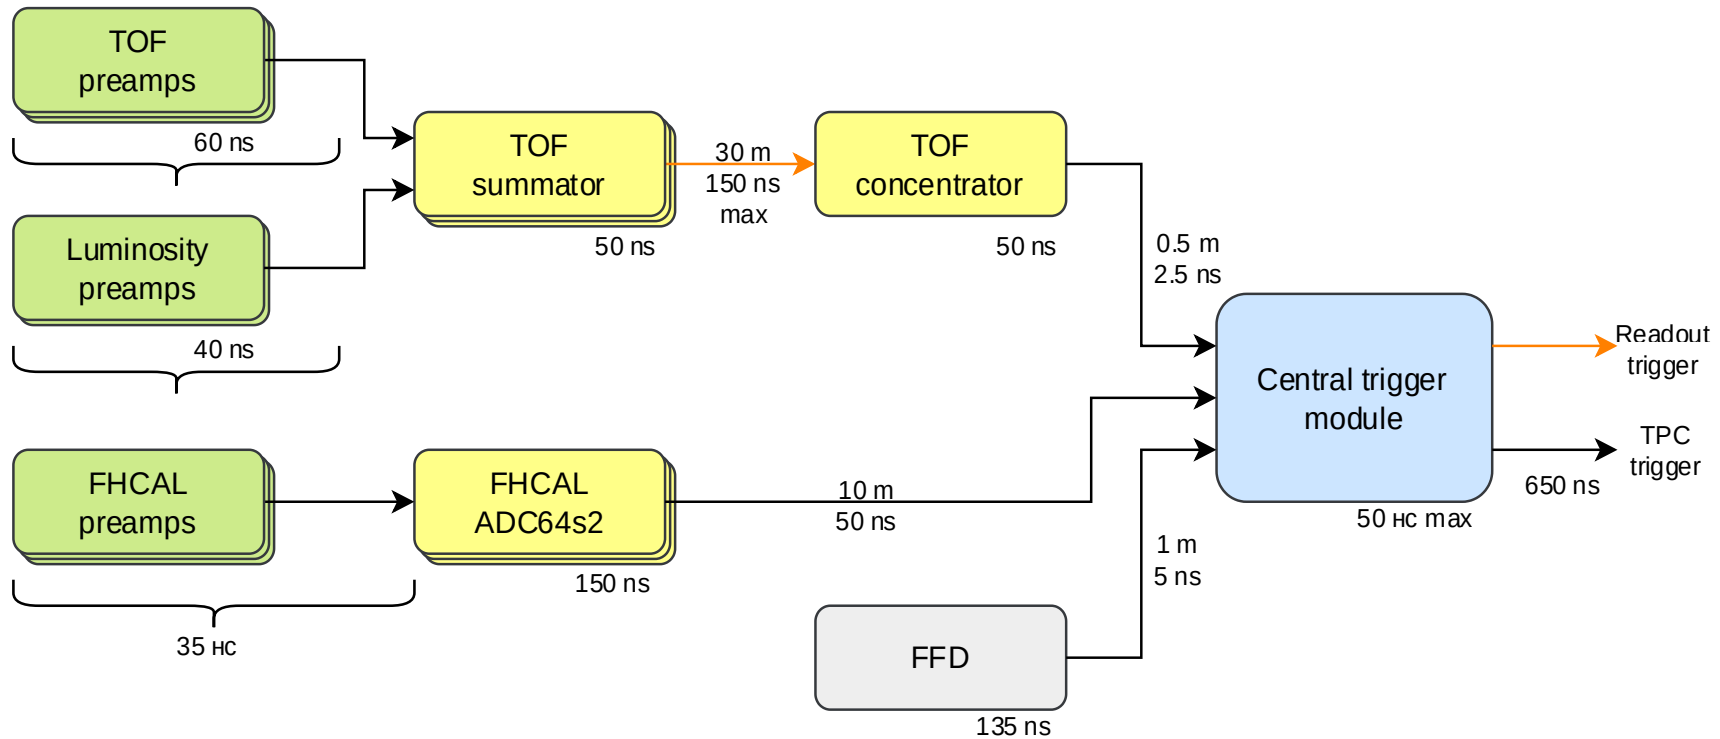 TOF
preamps
60 ns
Luminosity
preamps
40 ns
FHCAL
preamps
35 нс
TOF
summator
50 ns
30 m
150 ns
max
TOF
concentrator
50 ns
0.5 m
2.5 ns
FHCAL
ADC64s2
150 ns
10 m
50 ns
FFD
135 ns
1 m
5 ns
Central trigger
module
50 нс max
Readout
trigger
TPC
trigger
650 ns